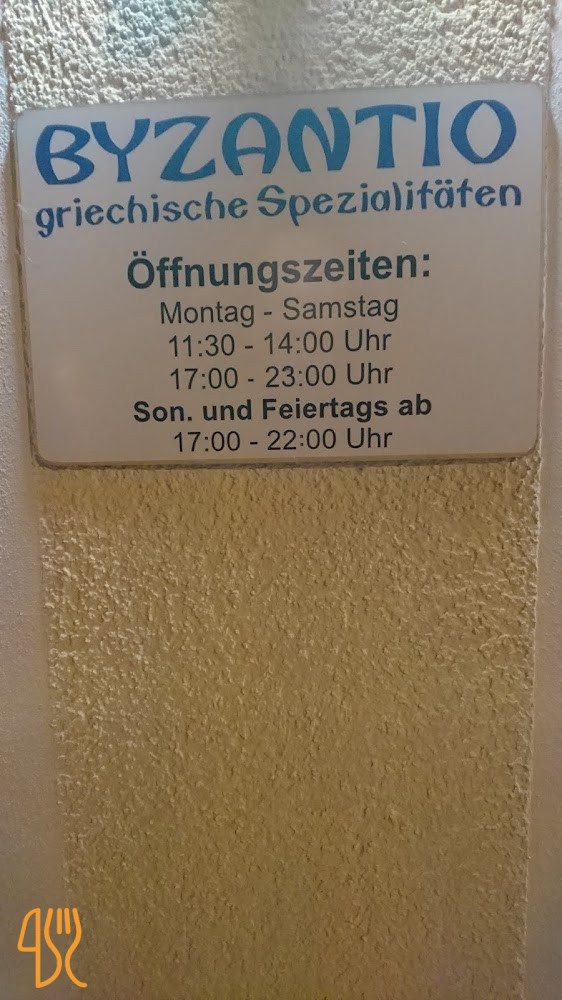 BYZANTIO
griechische Spezialitäten
Öffnungszeiten:
Montag - Samstag
11:30 - 14:00 Uhr
17:00 - 23:00 Uhr
Son. und Feiertags ab
17:00 - 22:00 Uhr